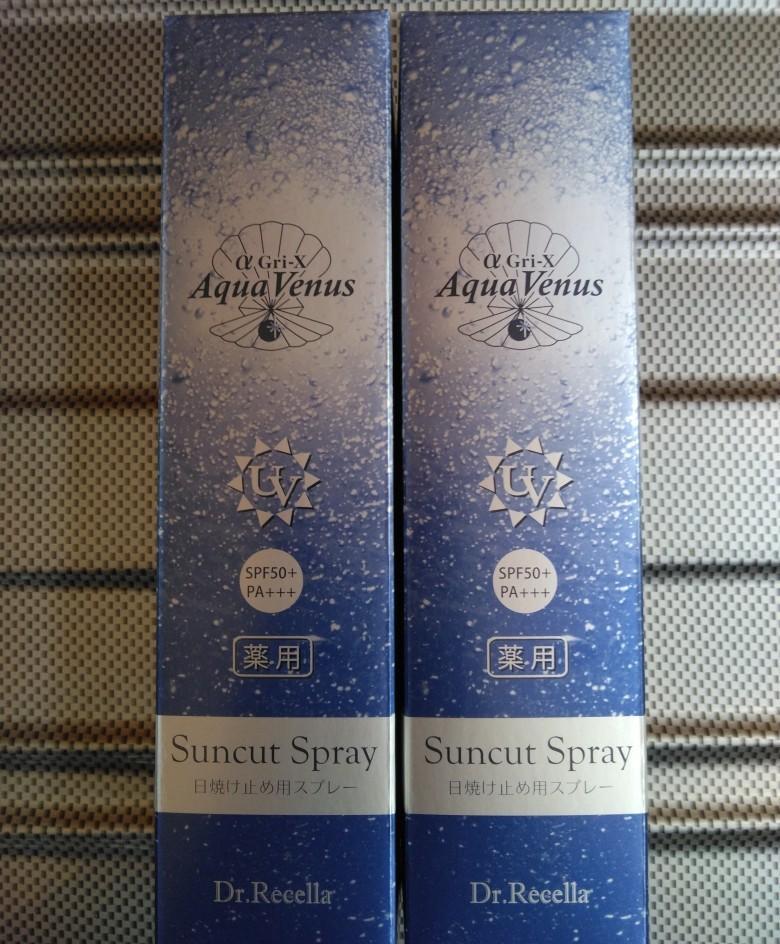 α Gri-X
Aqua Venus
UV
SPF50+
PA+++
薬用
Suncut Spray
日焼け止め用スプレー
Dr.Recella
α Gri-X
Aqua Venus
UV
SPF50+
PA+++
薬用
Suncut Spray
日焼け止め用スプレー
Dr.Recella